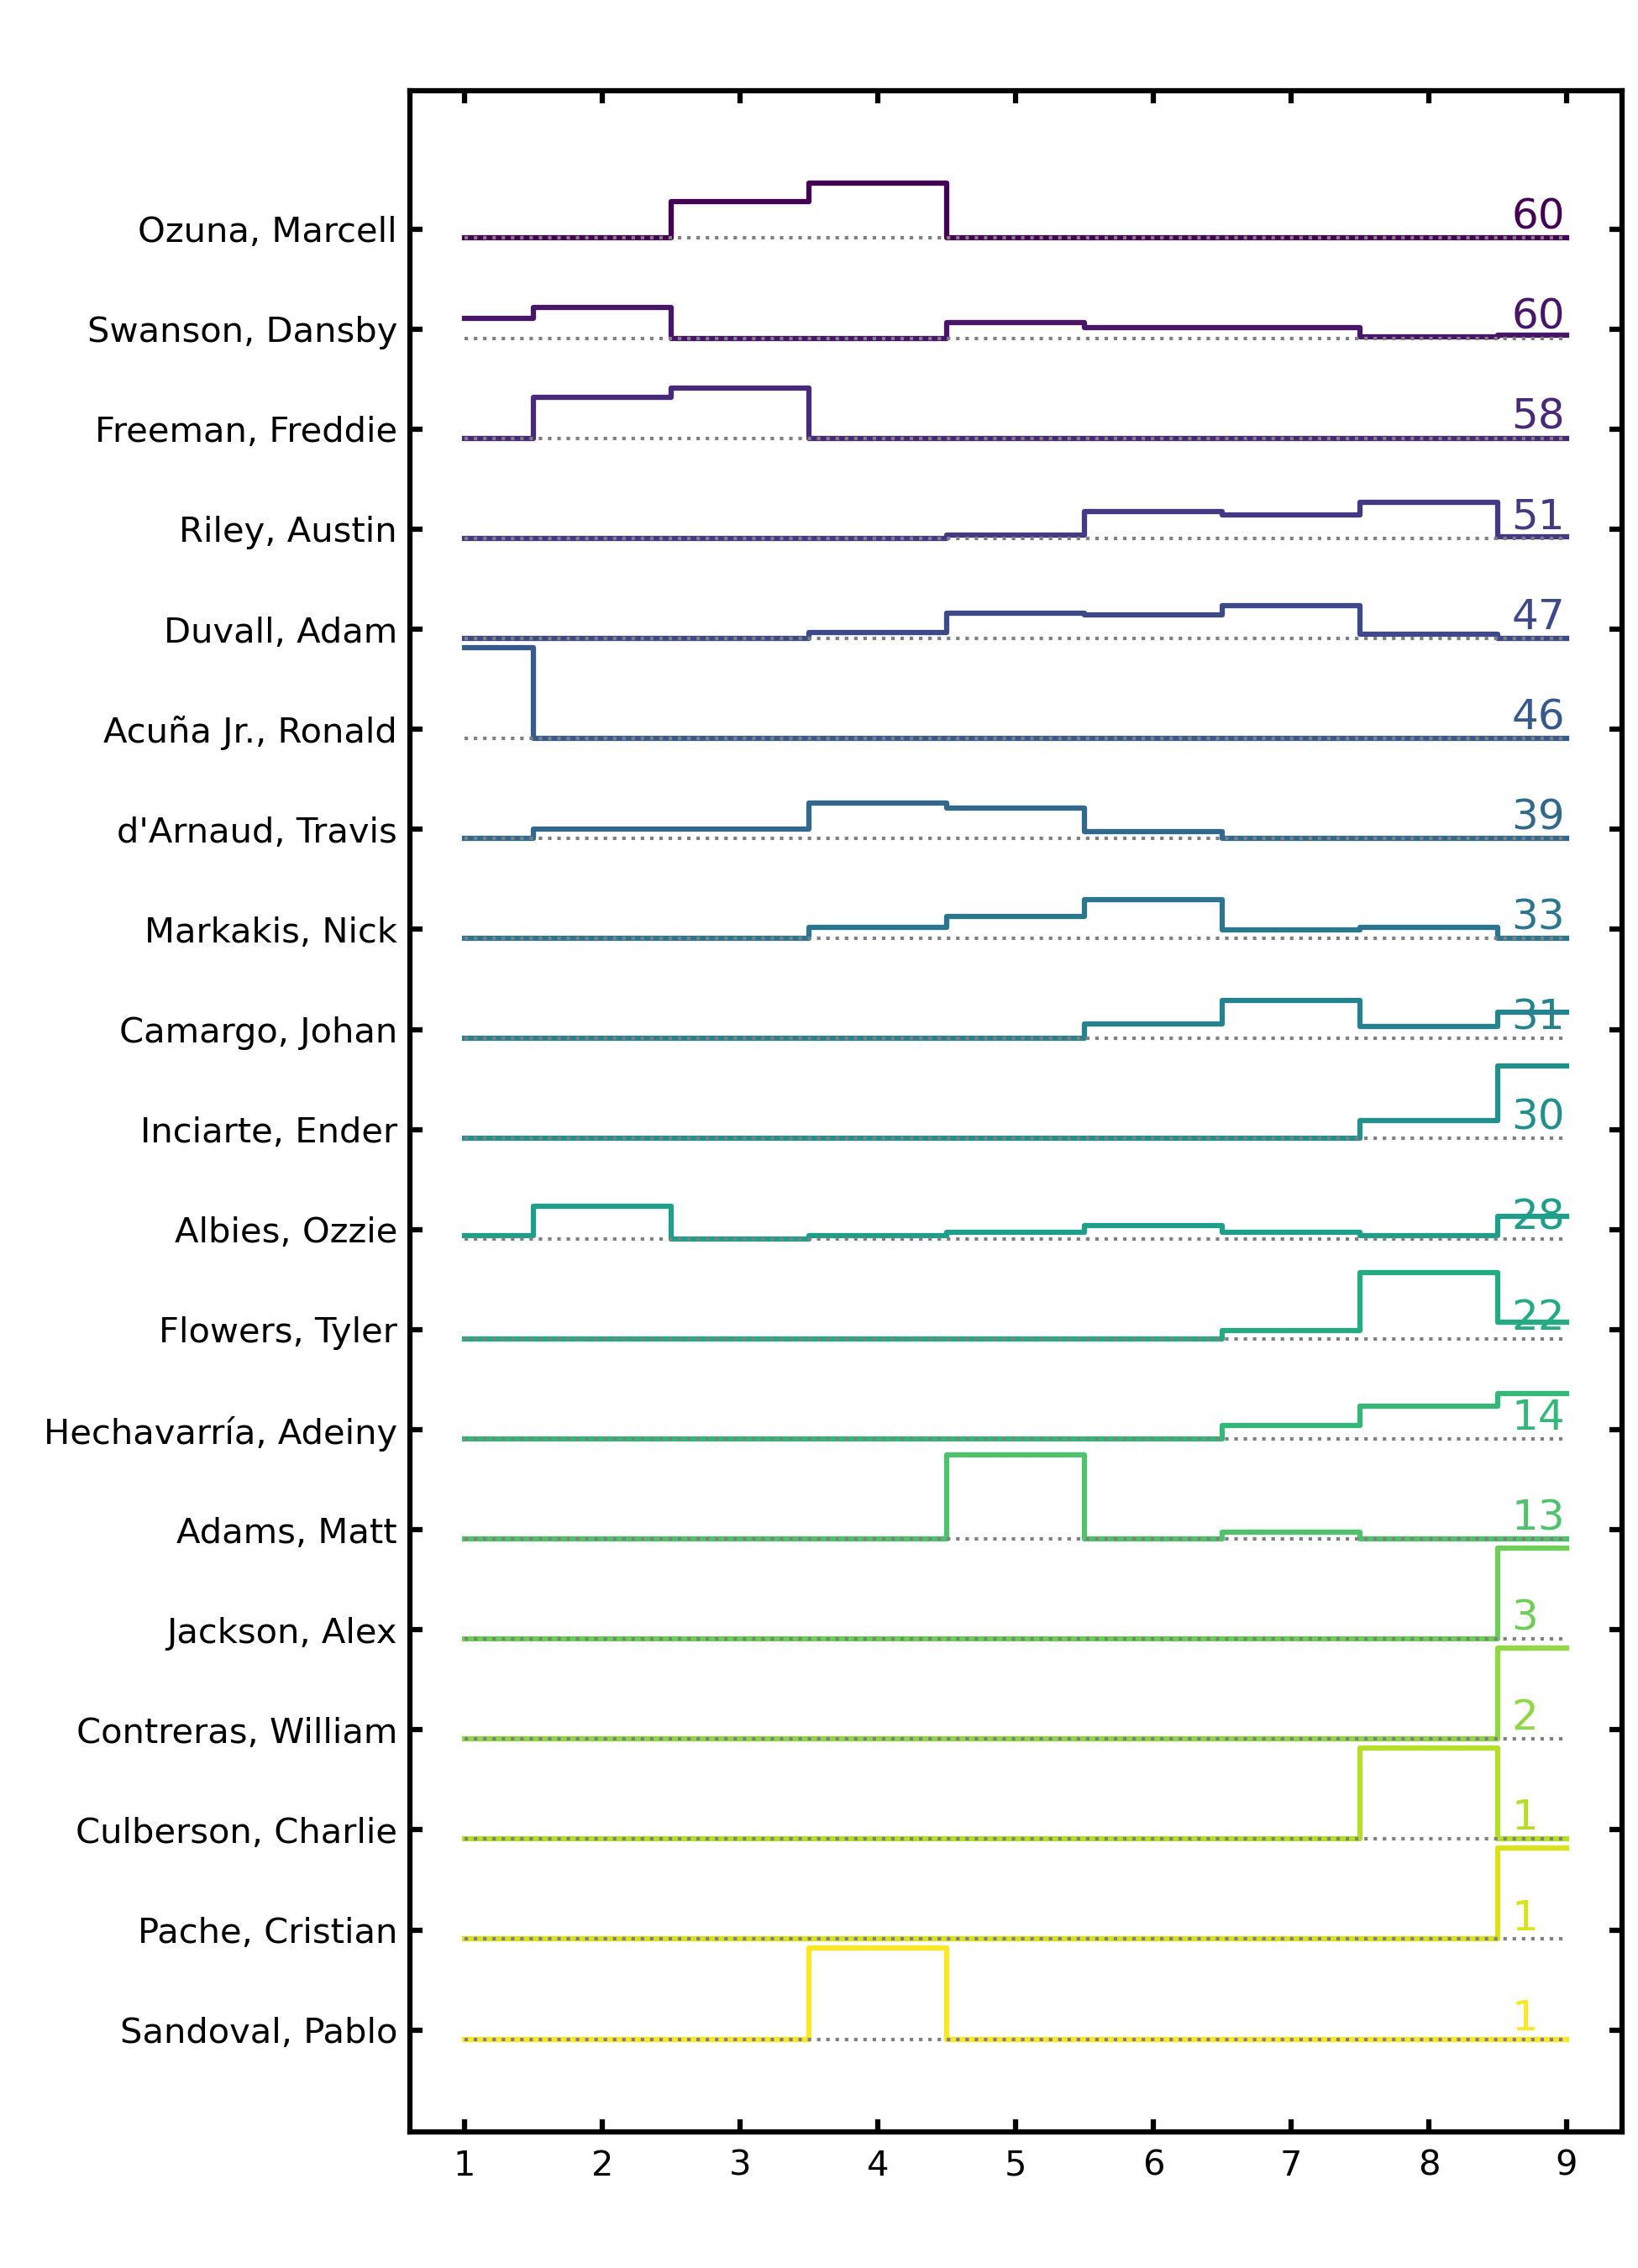 Ozuna, Marcell 60
Swanson, Dansby 60
Freeman, Freddie 58
Riley, Austin 51
Duvall, Adam 47
Acuña Jr., Ronald 46
d'Arnaud, Travis 39
Markakis, Nick 33
Camargo, Johan 31
Inciarte, Ender 30
Albies, Ozzie 28
Flowers, Tyler 22
Hechavarría, Adeiny 14
Adams, Matt 13
Jackson, Alex 3
Contreras, William 2
Culberson, Charlie 1
Pache, Cristian 1
Sandoval, Pablo 1
1 2 3 4 5 6 7 8 9